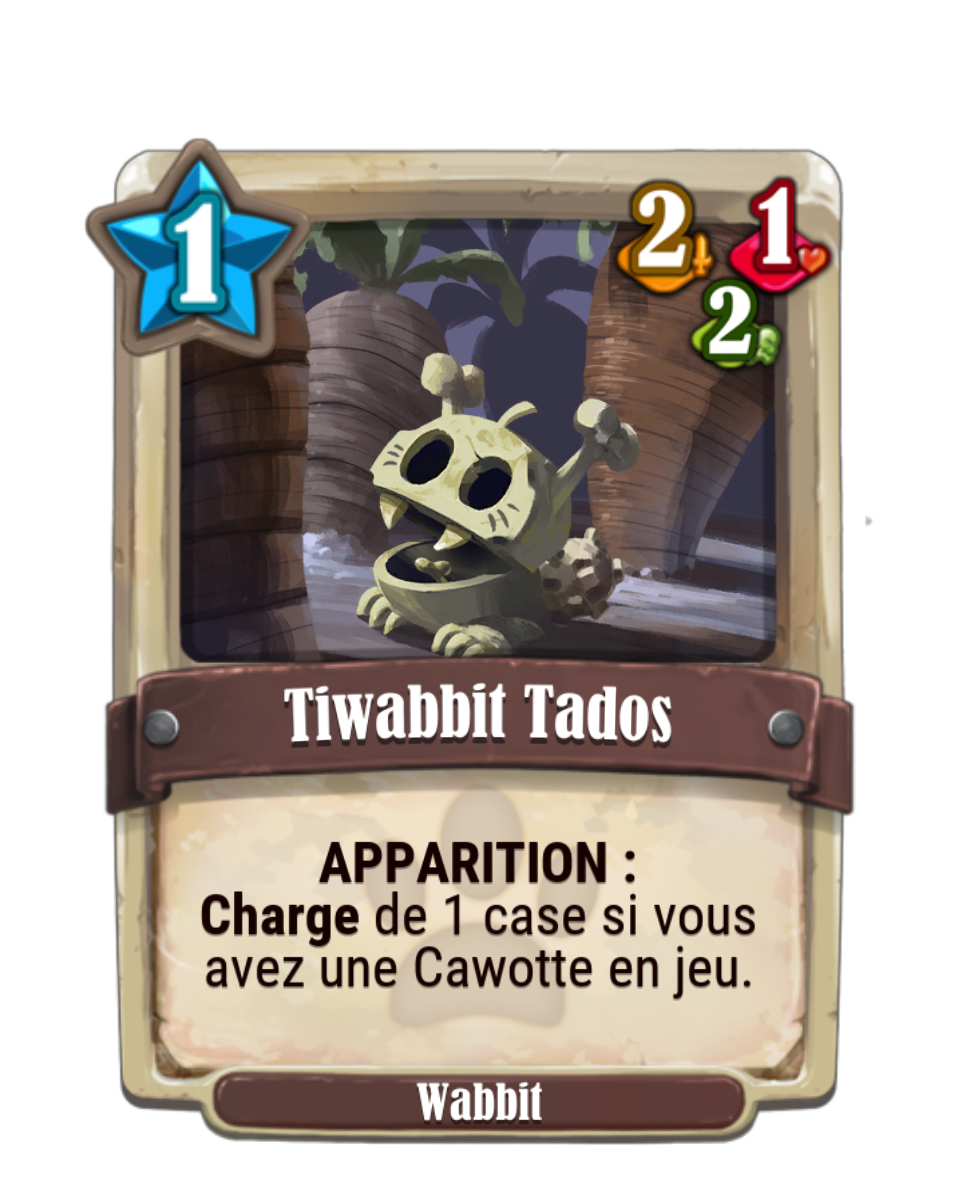 1
2
1
2
Tiwabbit Tados
APPARITION :
Charge de 1 case si vous
avez une Cawotte en jeu.
Wabbit